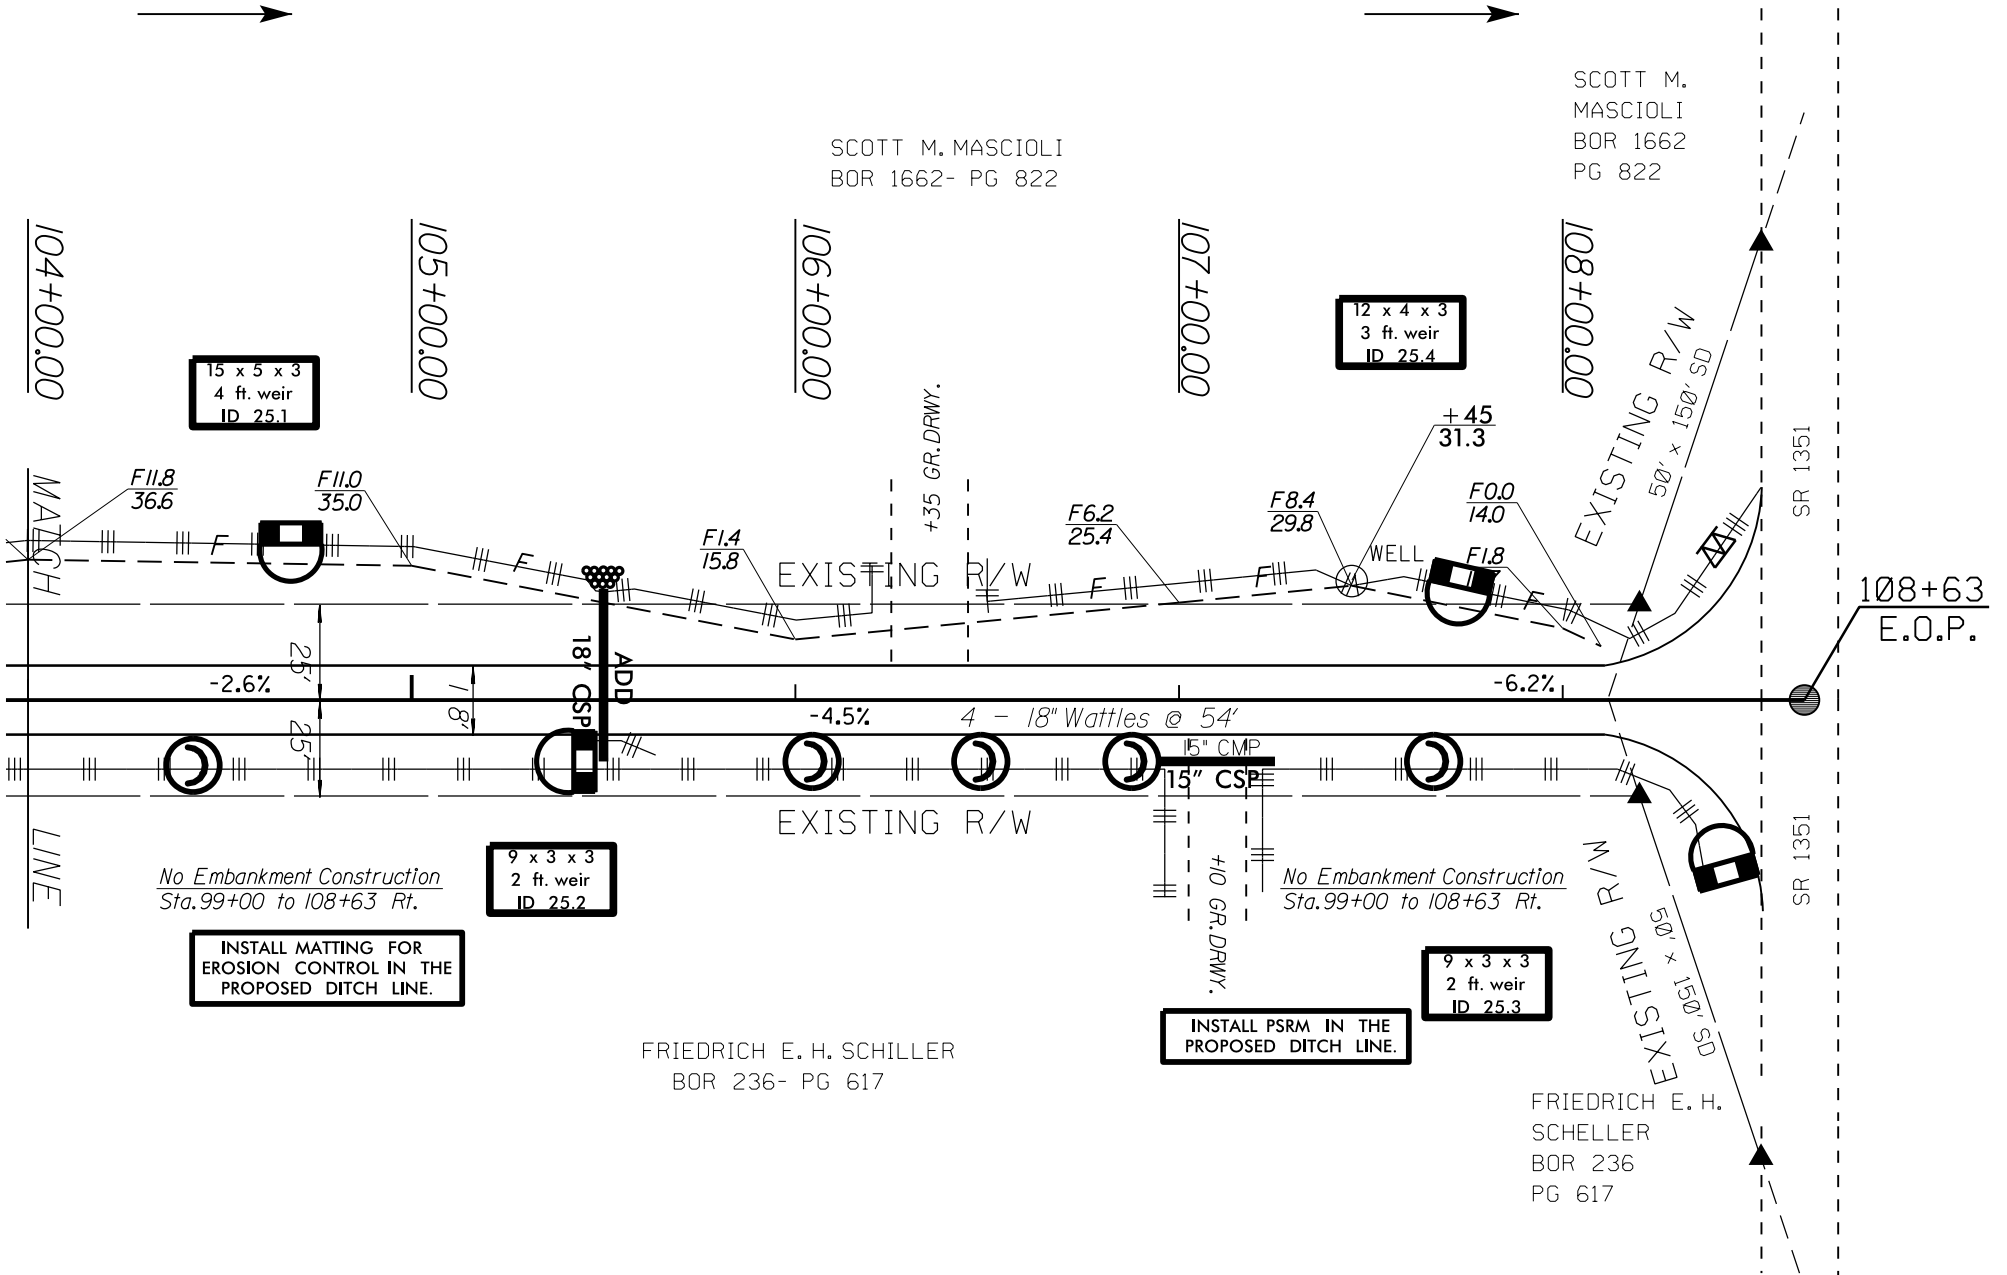 SCOTT M.
MASCIOLI
BOR 1662
PG 822
SCOTT M. MASCIOLI
BOR 1662- PG 822
104+00.00
105+00.00
106+00.00
107+00.00
108+00.00
12 x 4 x 3
3 ft. weir
ID 25.4
15 x 5 x 3
4 ft. weir
ID 25.1
EXISTING R/W
50' x 150' SD
+35 GR. DRWY.
+45
31.3
SR 1351
MATCH
LINE
F11.8
36.6
F11.0
35.0
F1.4
15.8
F6.2
25.4
F8.4
29.8
F0.0
14.0
F1.8
WELL
F
F
F
F
F
EXISTING R/W
108+63
E.O.P.
25'
25'
18'
18" CSP
ADD
-2.6%
-4.5%
-6.2%
4 - 18" Wattles @ 54'
15" CMP
15" CSP
EXISTING R/W
9 x 3 x 3
2 ft. weir
ID 25.2
No Embankment Construction
Sta. 99+00 to 108+63 Rt.
+10 GR. DRWY.
No Embankment Construction
Sta. 99+00 to 108+63 Rt.
EXISTING R/W
50' x 150' SD
SR 1351
INSTALL MATTING FOR
EROSION CONTROL IN THE
PROPOSED DITCH LINE.
9 x 3 x 3
2 ft. weir
ID 25.3
INSTALL PSRM IN THE
PROPOSED DITCH LINE.
FRIEDRICH E. H. SCHILLER
BOR 236- PG 617
FRIEDRICH E. H.
SCHELLER
BOR 236
PG 617